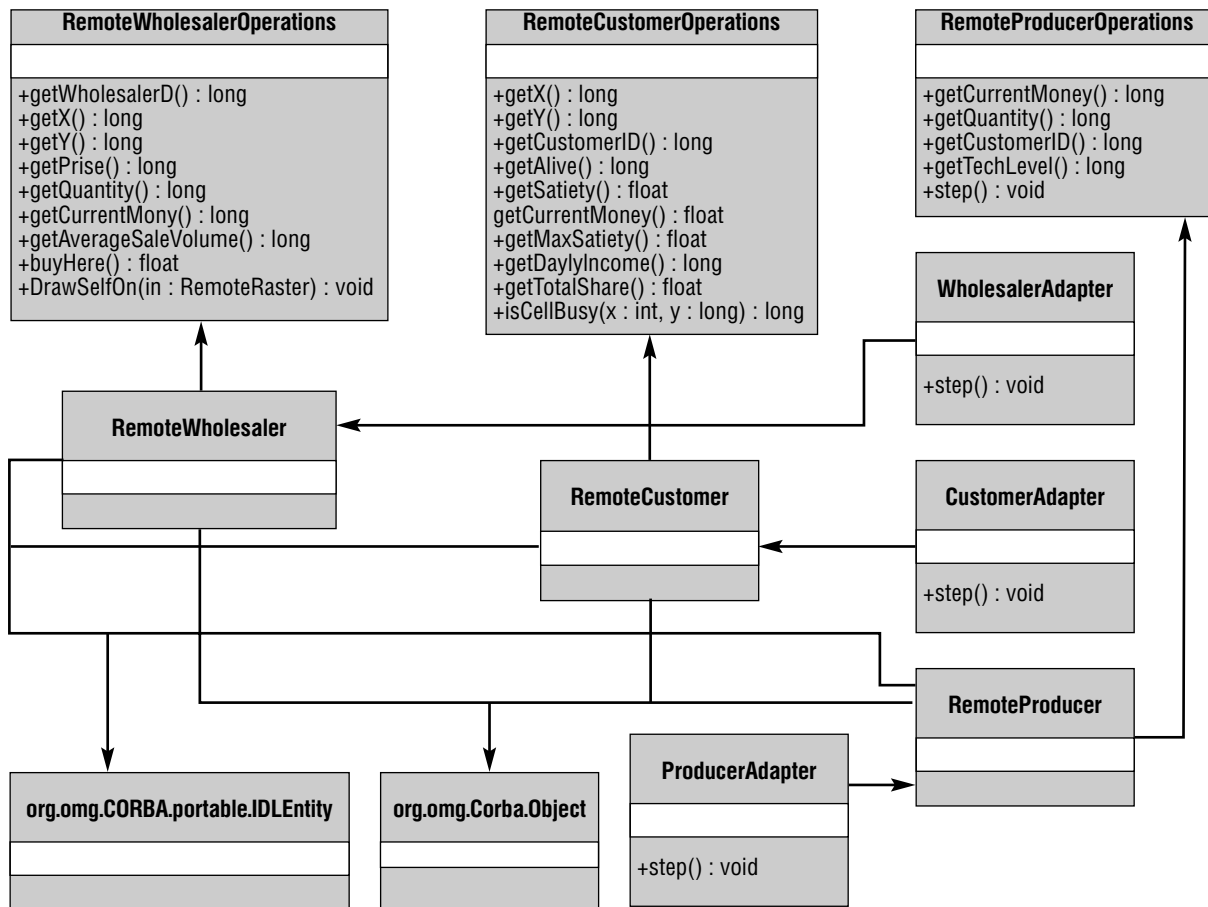 RemoteWholesalerOperations
+getWholesalerD() : long
+getX() : long
+getY() : long
+getPrise() : long
+getQuantity() : long
+getCurrentMony() : long
+getAverageSaleVolume() : long
+buyHere() : float
+DrawSelfOn(in : RemoteRaster) : void
RemoteCustomerOperations
+getX() : long
+getY() : long
+getCustomerID() : long
+getAlive() : long
+getSatiety() : float
getCurrentMoney() : float
+getMaxSatiety() : float
+getDaylyIncome() : long
+getTotalShare() : float
+isCellBusy(x : int, y : long) : long
RemoteProducerOperations
+getCurrentMoney() : long
+getQuantity() : long
+getCustomerID() : long
+getTechLevel() : long
+step() : void
WholesalerAdapter
+step() : void
RemoteWholesaler
RemoteCustomer
CustomerAdapter
+step() : void
RemoteProducer
ProducerAdapter
+step() : void
org.omg.CORBA.portable.IDLEntity
org.omg.Corba.Object